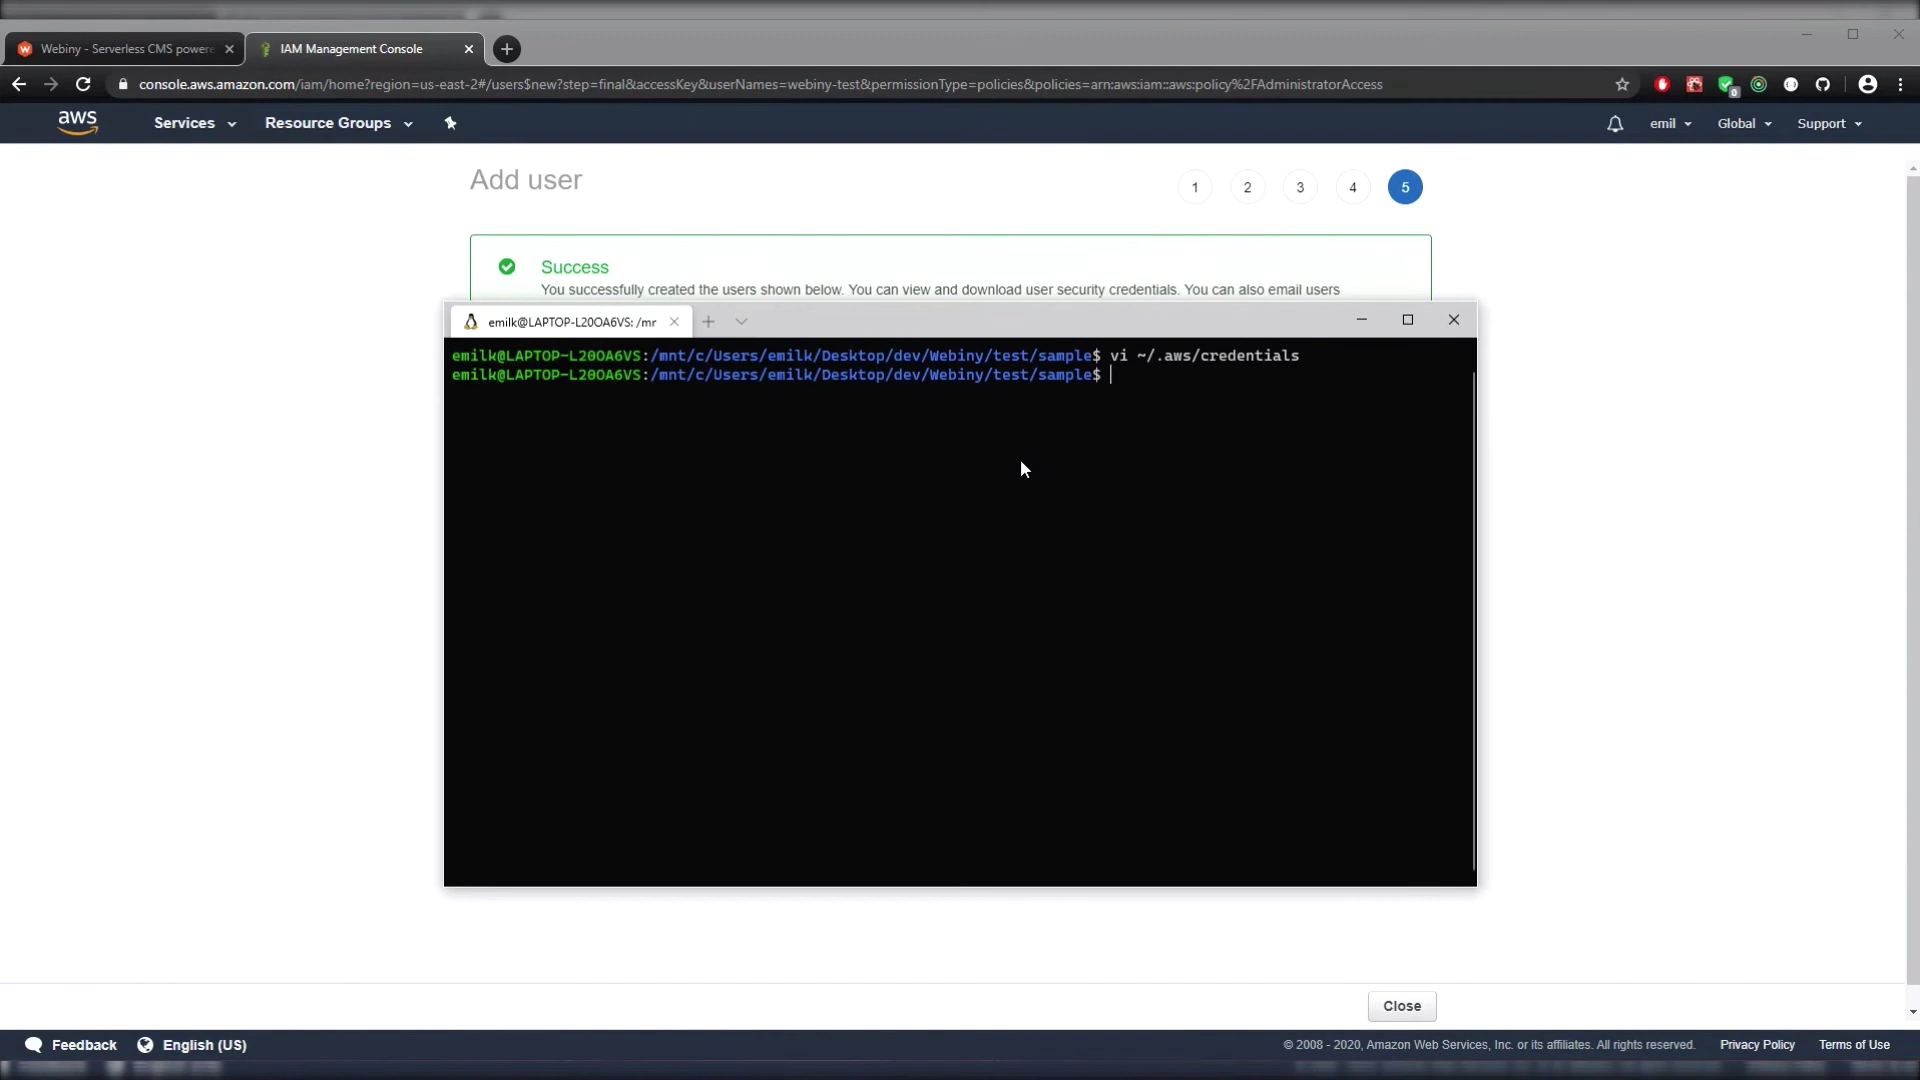 Webiny - Serverless CMS powere
IAM Management Console
console.aws.amazon.com/iam/home?region=us-east-2#/users$new?step=final&accessKey&userNames=webiny-test&permissionType=policies&policies=arn:aws:iam::aws:policy%2FAdministratorAccess
0
aws
Services
Resource Groups
emil
Global
Support
Add user
1
2
3
4
5
Success
You successfully created the users shown below. You can view and download user security credentials. You can also email users
emilk@LAPTOP-L20OA6VS: /mr
emilk@LAPTOP-L20OA6VS:/mnt/c/Users/emilk/Desktop/dev/Webiny/test/sample$ vi ~/.aws/credentials
emilk@LAPTOP-L20OA6VS:/mnt/c/Users/emilk/Desktop/dev/Webiny/test/sample$
Close
Feedback
English (US)
© 2008 - 2020, Amazon Web Services, Inc. or its affiliates. All rights reserved.
Privacy Policy
Terms of Use